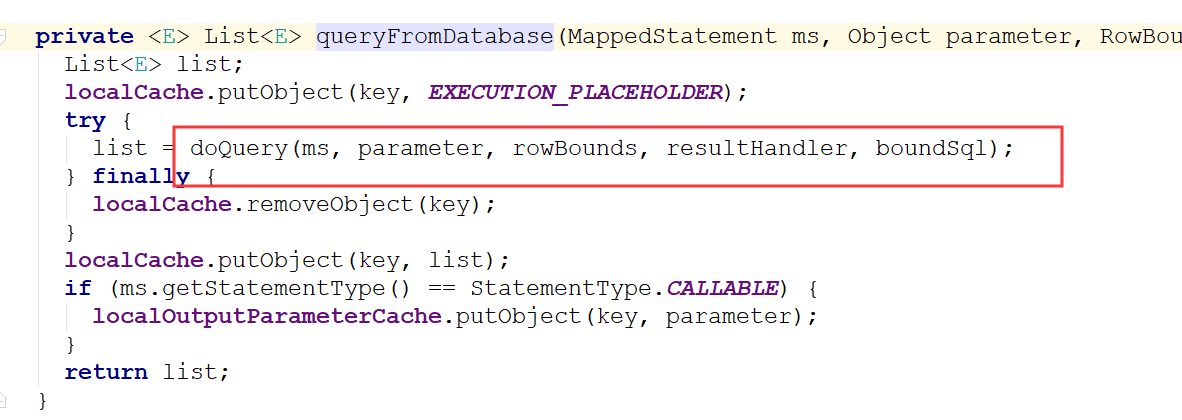 private <E> List<E> queryFromDatabase(MappedStatement ms, Object parameter, RowBou
List<E> list;
localCache.putObject(key, EXECUTION_PLACEHOLDER);
try {
list = doQuery(ms, parameter, rowBounds, resultHandler, boundSql);
} finally {
localCache.removeObject(key);
}
localCache.putObject(key, list);
if (ms.getStatementType() == StatementType.CALLABLE) {
localOutputParameterCache.putObject(key, parameter);
}
return list;
}